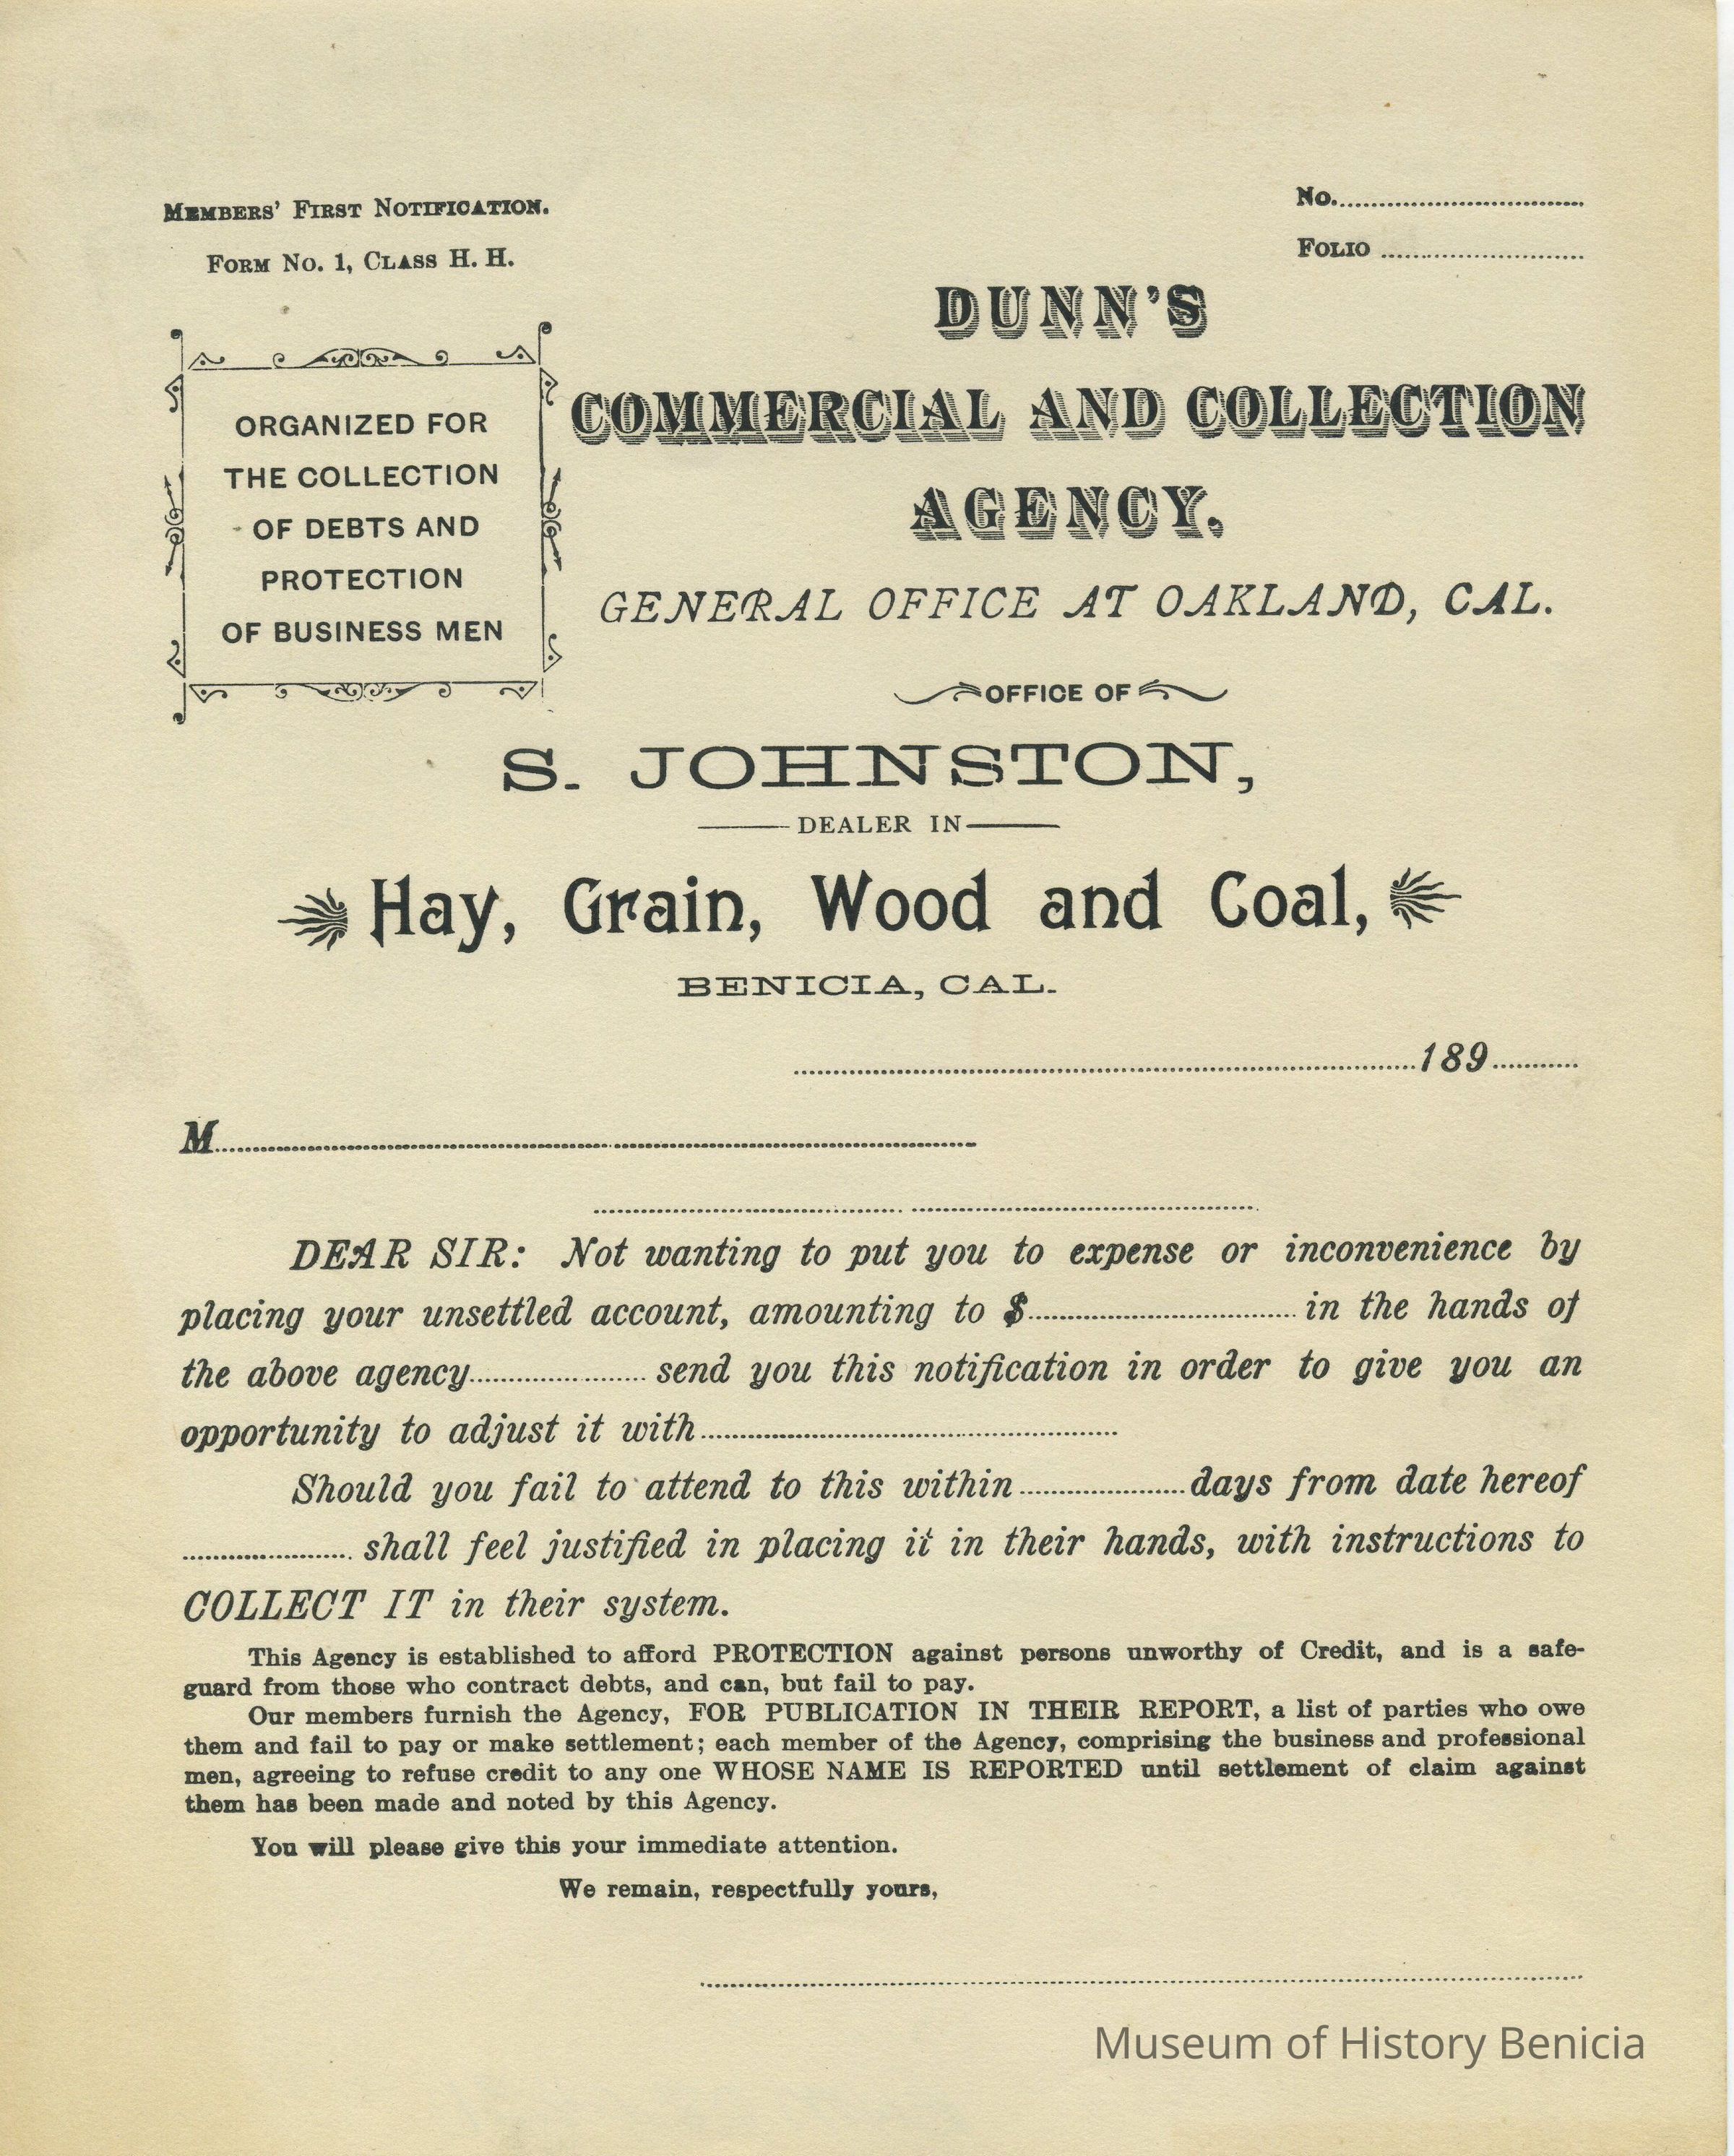 MEMBERS' FIRST NOTIFICATION.
FORM No. 1, CLASS H. H.
No.
FOLIO
ORGANIZED FOR
THE COLLECTION
OF DEBTS AND
PROTECTION
OF BUSINESS MEN
DUNN'S
COMMERCIAL AND COLLECTION
AGENCY.
GENERAL OFFICE AT OAKLAND, CAL.
OFFICE OF
S. JOHNSTON,
DEALER IN
Hay, Grain, Wood and Coal,
BENICIA, CAL.
189
M
DEAR SIR: Not wanting to put you to expense or inconvenience by
placing your unsettled account, amounting to $ in the hands of
the above agency send you this notification in order to give you an
opportunity to adjust it with
Should you fail to attend to this within days from date hereof
shall feel justified in placing it in their hands, with instructions to
COLLECT IT in their system.
This Agency is established to afford PROTECTION against persons unworthy of Credit, and is a safe-
guard from those who contract debts, and can, but fail to pay.
Our members furnish the Agency, FOR PUBLICATION IN THEIR REPORT, a list of parties who owe
them and fail to pay or make settlement; each member of the Agency, comprising the business and professional
men, agreeing to refuse credit to any one WHOSE NAME IS REPORTED until settlement of claim against
them has been made and noted by this Agency.
You will please give this your immediate attention.
We remain, respectfully yours,
Museum of History Benicia